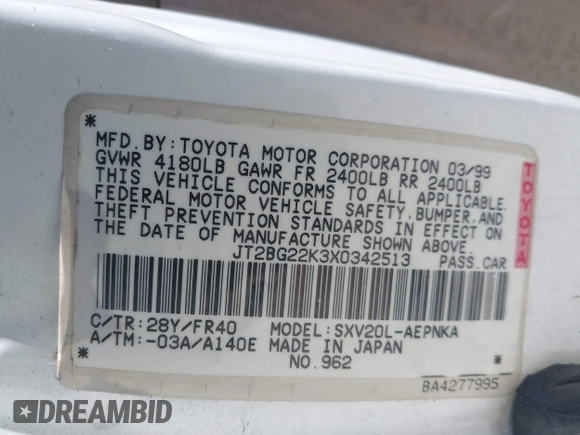 MFD.BY:TOYOTA MOTOR CORPORATION 03/99
GVWR 4180LB GAWR FR 2400LB RR 2400LB
THIS VEHICLE CONFORMS TO ALL APPLICABLE
FEDERAL MOTOR VEHICLE SAFETY,BUMPER,AND
THEFT PREVENTION STANDARDS IN EFFECT ON
THE DATE OF MANUFACTURE SHOWN ABOVE.
JT2BG22K3X0342513 PASS.CAR
TOYOTA
C/TR:28Y/FR40 MODEL:SXV20L-AEPNKA
A/TM:-03A/A140E MADE IN JAPAN
NO.962
BA4277995
DREAMBID